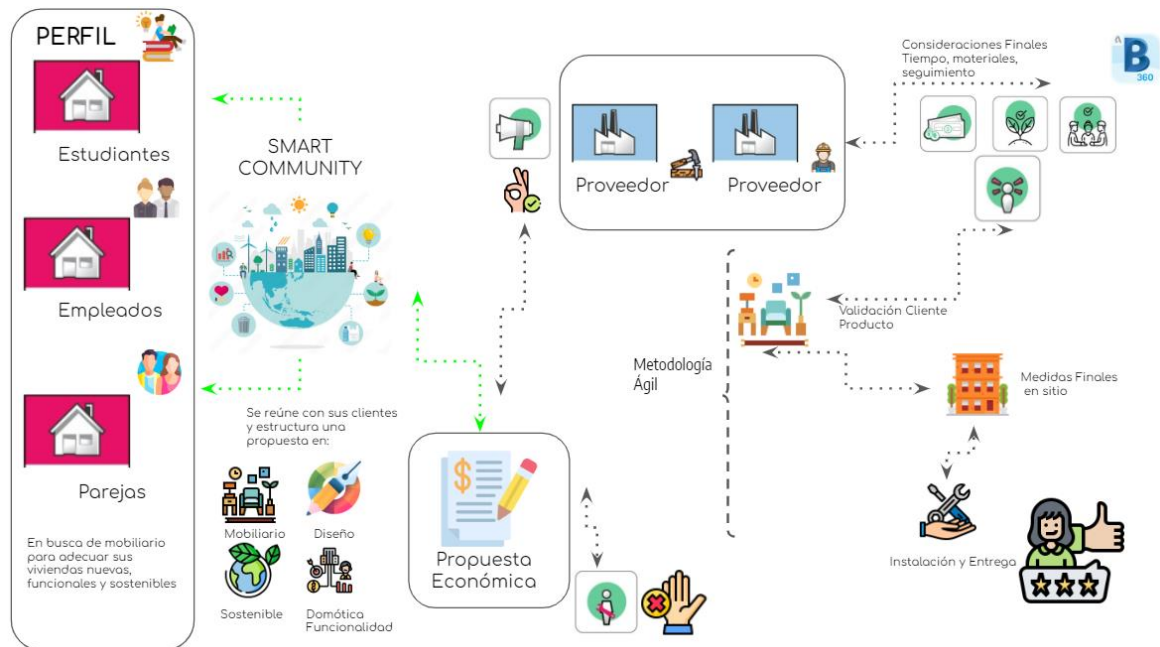 PERFIL
Estudiantes
Empleados
Parejas
En busca de mobiliario
para adecuar sus
viviendas nuevas,
funcionales y sostenibles
SMART
COMMUNITY
Se reúne con sus clientes
y estructura una
propuesta en:
Mobiliario
Diseño
Sostenible
Domótica
Funcionalidad
Propuesta
Económica
Proveedor
Proveedor
Consideraciones Finales
Tiempo, materiales,
seguimiento
B
360
Metodología
Ágil
Validación Cliente
Producto
Medidas Finales
en sitio
Instalación y Entrega